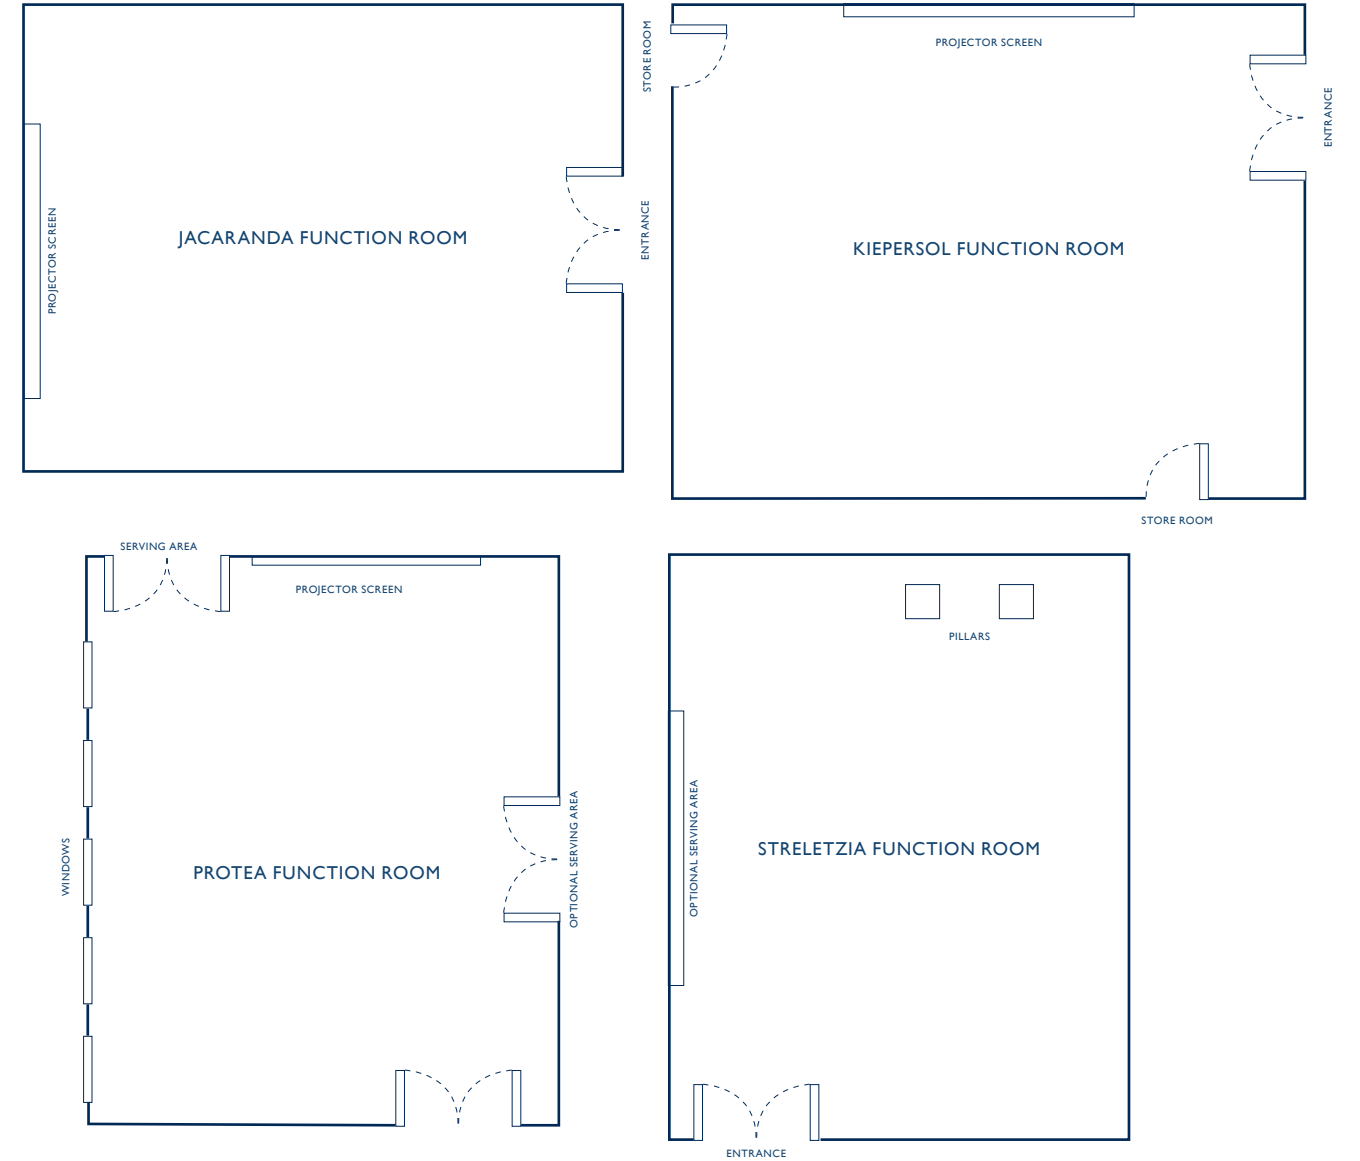 PROJECTOR SCREEN
JACARANDA FUNCTION ROOM
ENTRANCE
STORE ROOM
PROJECTOR SCREEN
ENTRANCE
KIEPERSOL FUNCTION ROOM
STORE ROOM
SERVING AREA
PROJECTOR SCREEN
WINDOWS
PROTEA FUNCTION ROOM
OPTIONAL SERVING AREA
PILLARS
OPTIONAL SERVING AREA
STRELETZIA FUNCTION ROOM
ENTRANCE